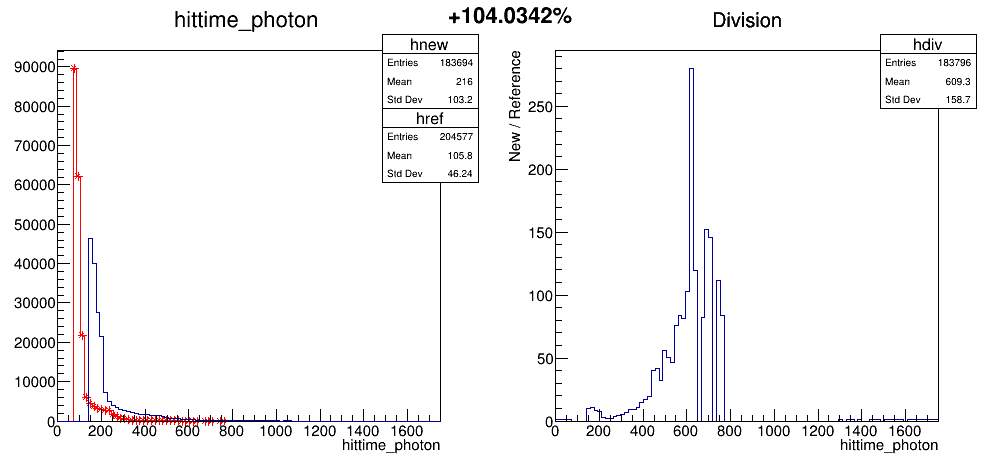 +104.0342%
hittime_photon
hnew
Entries 183694
Mean 216
Std Dev 103.2
href
Entries 204577
Mean 105.8
Std Dev 46.24
90000
80000
70000
60000
50000
40000
30000
20000
10000
0
0 200 400 600 800 1000 1200 1400 1600
hittime_photon
Division
hdiv
Entries 183796
Mean 609.3
Std Dev 158.7
New / Reference
250
200
150
100
50
0
0 200 400 600 800 1000 1200 1400 1600
hittime_photon